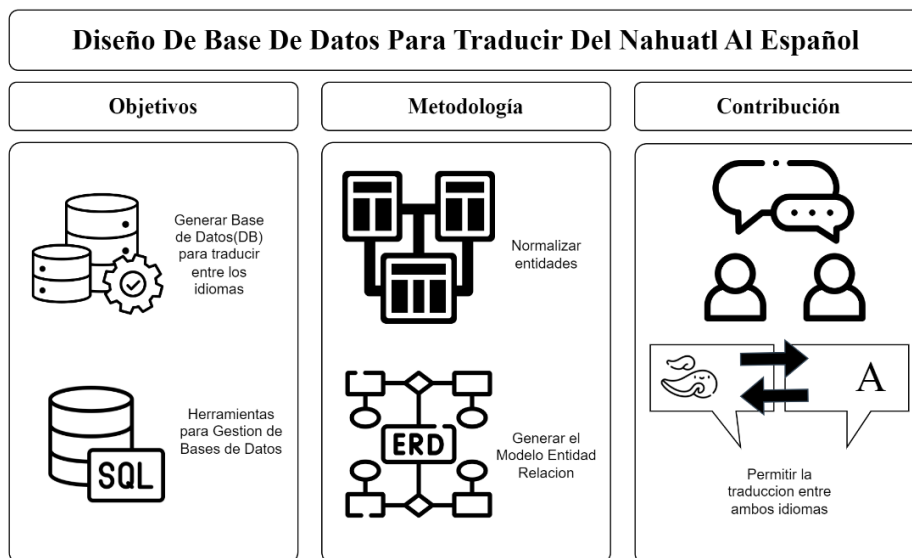 Diseño De Base De Datos Para Traducir Del Nahuatl Al Español
Objetivos
Metodología
Contribución
Generar Base
de Datos(DB)
para traducir
entre los
idiomas
Herramientas
para Gestion de
Bases de Datos
SQL
Normalizar
entidades
ERD
Generar el
Modelo Entidad
Relacion
A
Permitir la
traduccion entre
ambos idiomas